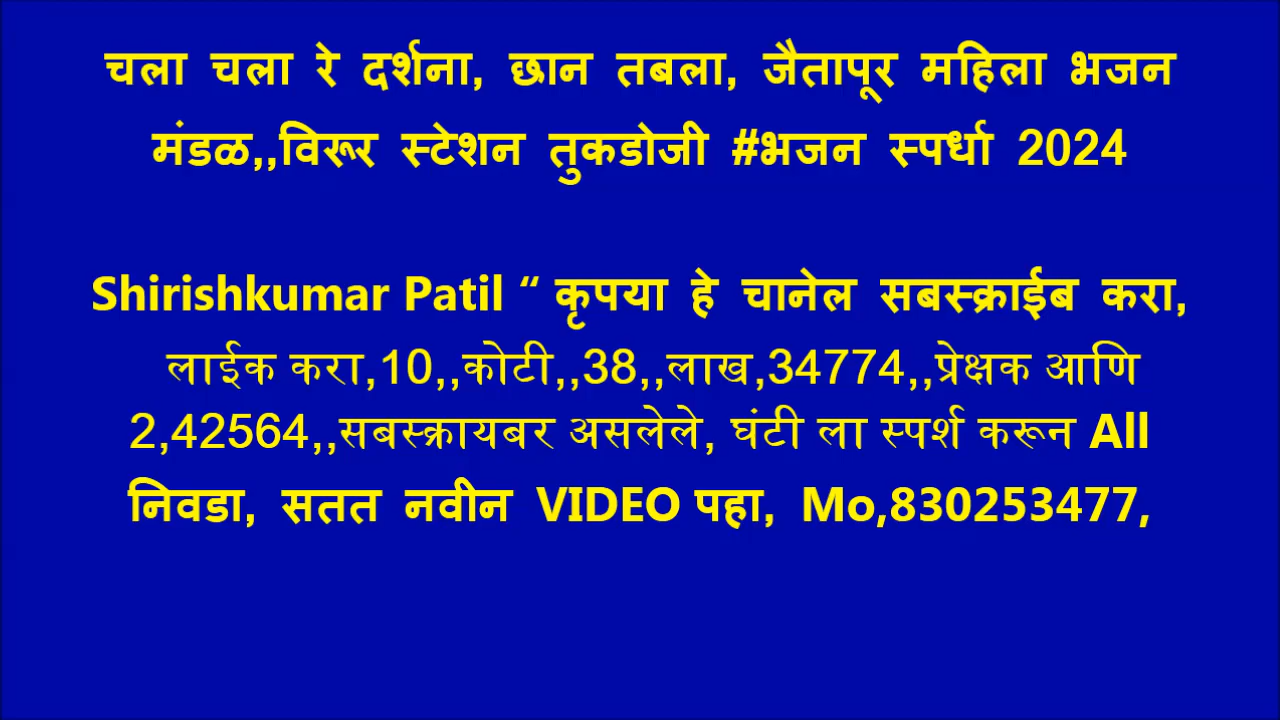 चला चला रे दर्शना, छान तबला, जैतापूर महिला भजन
मंडळ,,विरूर स्टेशन तुकडोजी #भजन स्पर्धा 2024
Shirishkumar Patil “ कृपया हे चानेल सबस्क्राईब करा,
लाईक करा,10,,कोटी,,38,,लाख,34774,,प्रेक्षक आणि
2,42564,,सबस्क्रायबर असलेले, घंटी ला स्पर्श करून All
निवडा, सतत नवीन VIDEO पहा, Mo,830253477,